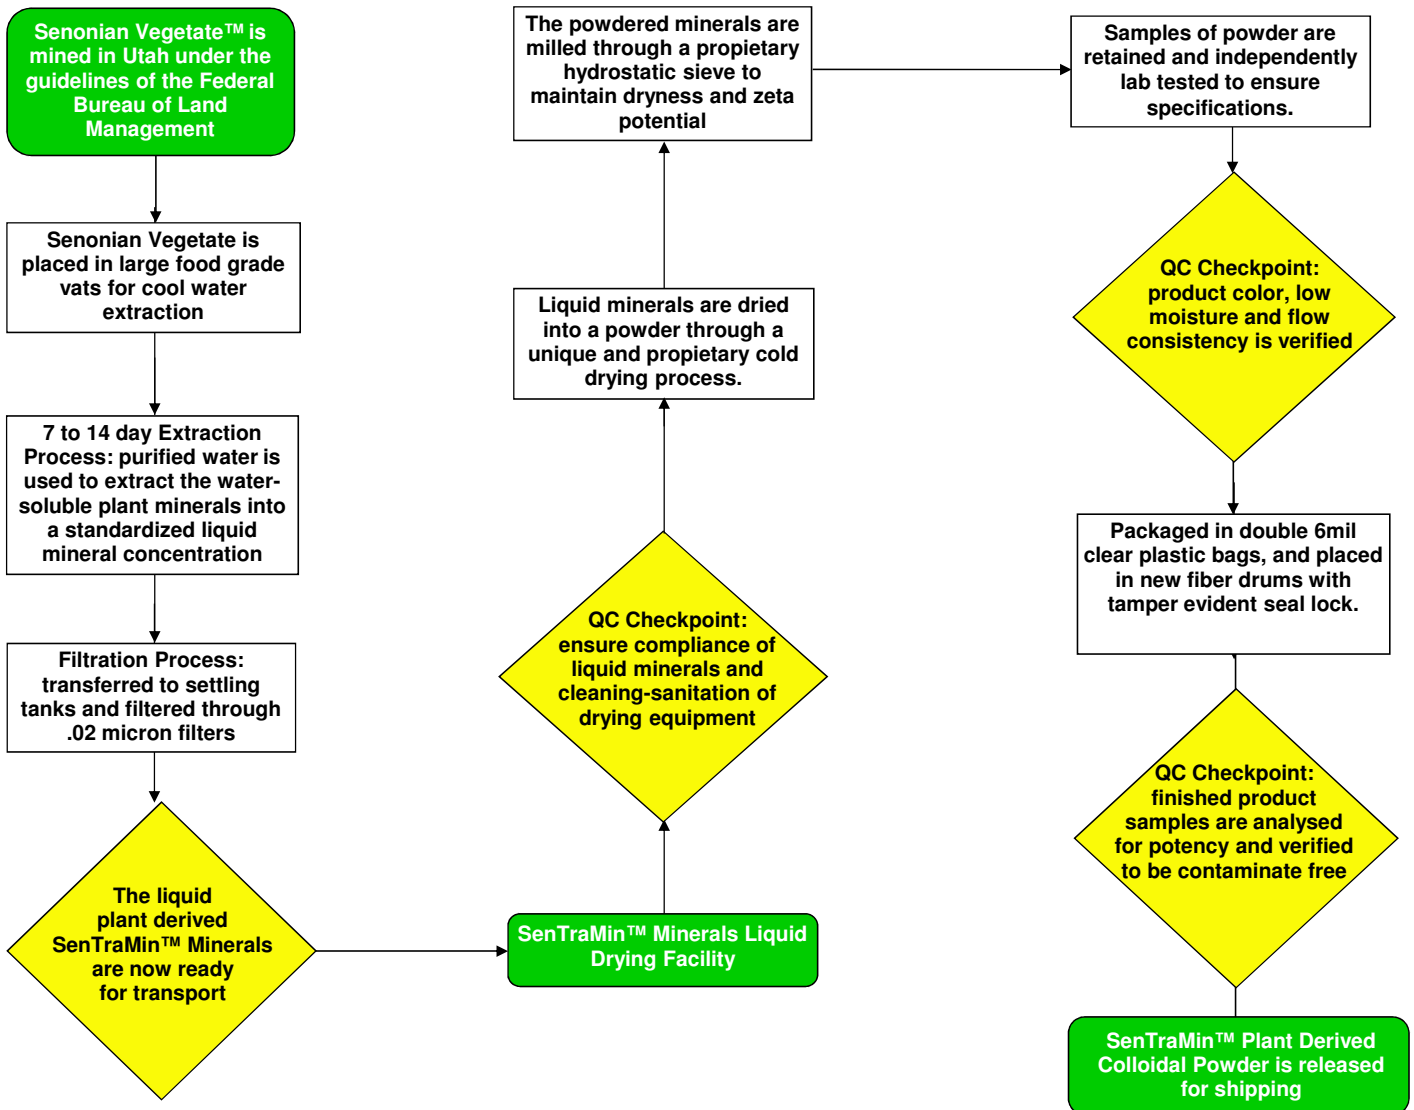 Senonian Vegetate™ is
mined in Utah under the
guidelines of the Federal
Bureau of Land
Management
Senonian Vegetate is
placed in large food grade
vats for cool water
extraction
7 to 14 day Extraction
Process: purified water is
used to extract the water-
soluble plant minerals into
a standardized liquid
mineral concentration
Filtration Process:
transferred to settling
tanks and filtered through
.02 micron filters
The liquid
plant derived
SenTraMin™ Minerals
are now ready
for transport
SenTraMin™ Minerals Liquid
Drying Facility
QC Checkpoint:
ensure compliance of
liquid minerals and
cleaning-sanitation of
drying equipment
Liquid minerals are dried
into a powder through a
unique and propietary cold
drying process.
The powdered minerals are
milled through a propietary
hydrostatic sieve to
maintain dryness and zeta
potential
Samples of powder are
retained and independently
lab tested to ensure
specifications.
QC Checkpoint:
product color, low
moisture and flow
consistency is verified
Packaged in double 6mil
clear plastic bags, and placed
in new fiber drums with
tamper evident seal lock.
QC Checkpoint:
finished product
samples are analysed
for potency and verified
to be contaminate free
SenTraMin™ Plant Derived
Colloidal Powder is released
for shipping